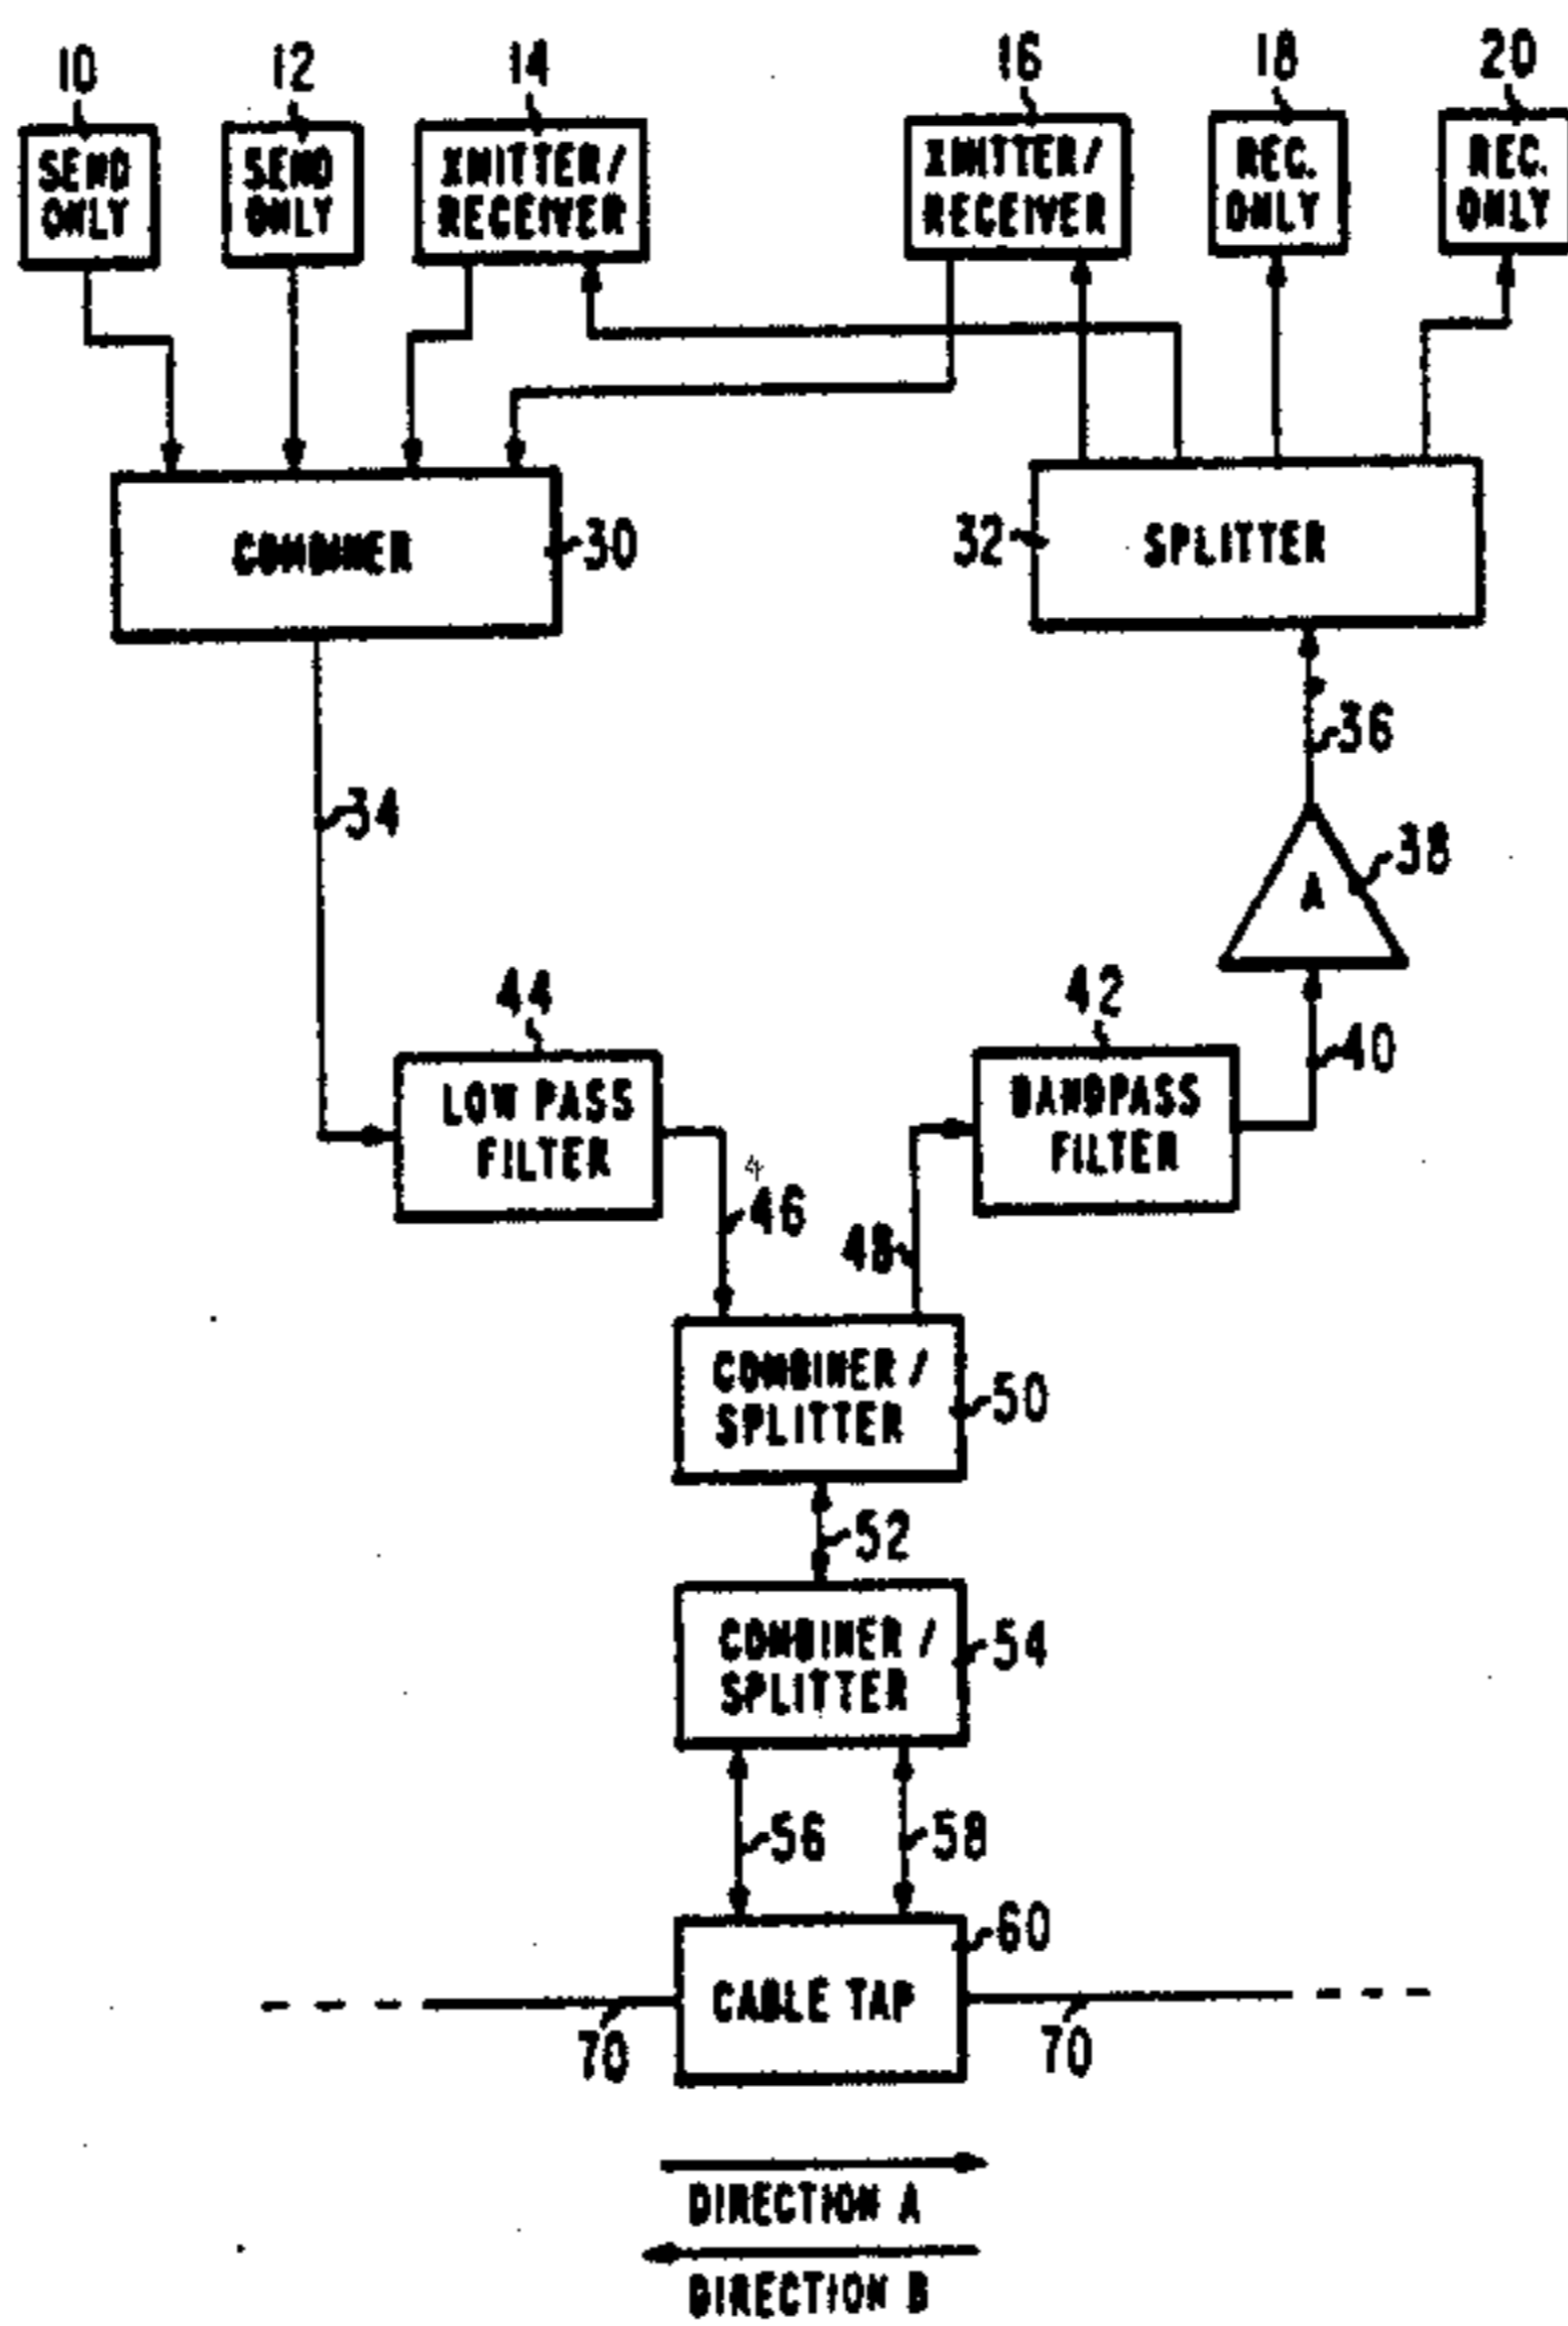 10
12
14
16
18
20
SEND
ONLY
SEND
ONLY
XMITTER/
RECEIVER
XMITTER/
RECEIVER
REC.
ONLY
REC.
ONLY
COMBINER
30
32
SPLITTER
36
34
38
A
44
42
40
LOW PASS
FILTER
BANDPASS
FILTER
46
48
COMBINER /
SPLITTER
50
52
COMBINER /
SPLITTER
54
56
58
60
CABLE TAP
70
70
DIRECTION A
DIRECTION B